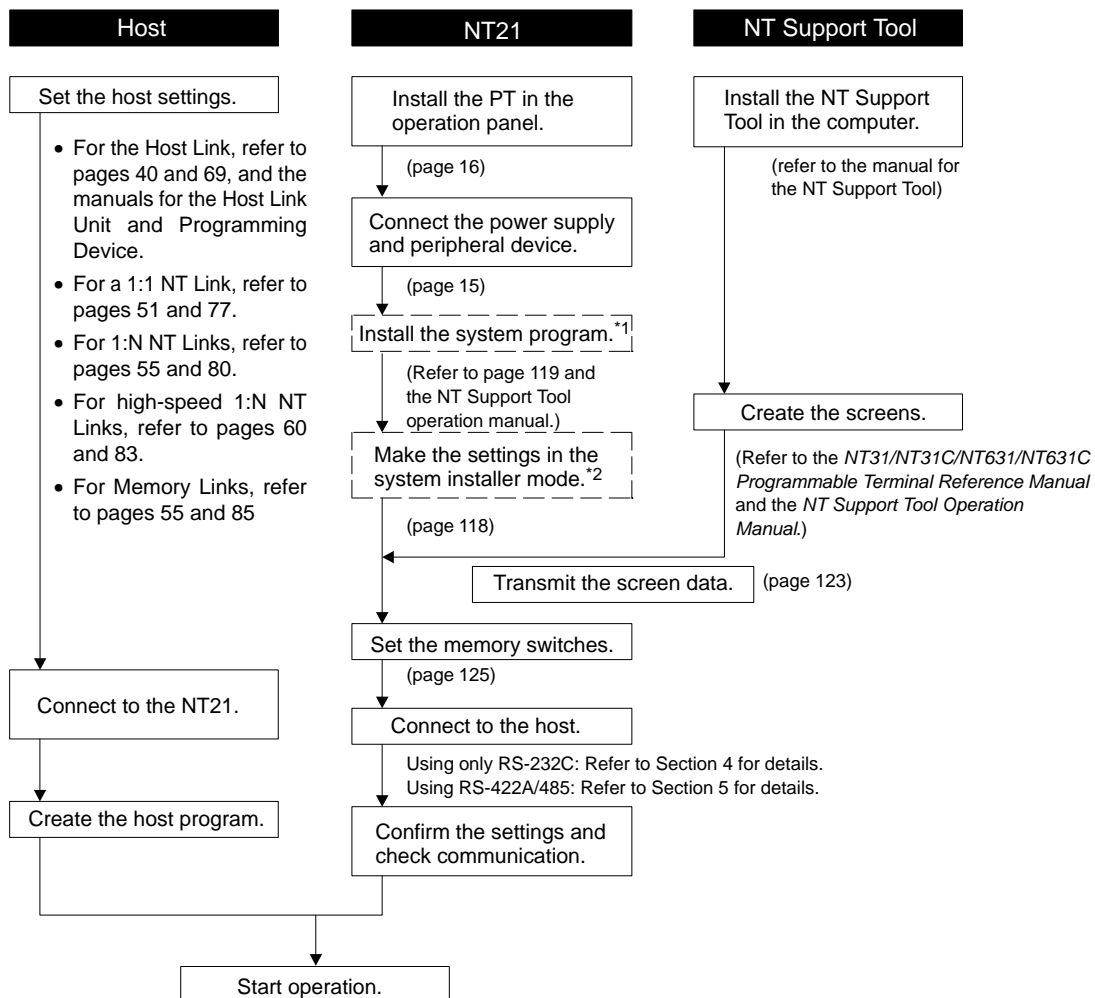 Host
NT21
NT Support Tool
Set the host settings.
• For the Host Link, refer to
pages 40 and 69, and the
manuals for the Host Link
Unit and Programming
Device.
• For a 1:1 NT Link, refer to
pages 51 and 77.
• For 1:N NT Links, refer to
pages 55 and 80.
• For high-speed 1:N NT
Links, refer to pages 60
and 83.
• For Memory Links, refer
to pages 55 and 85
Connect to the NT21.
Create the host program.
Install the PT in the
operation panel.
(page 16)
Connect the power supply
and peripheral device.
(page 15)
Install the system program.*1
(Refer to page 119 and
the NT Support Tool
operation manual.)
Make the settings in the
system installer mode.*2
(page 118)
Install the NT Support
Tool in the computer.
(refer to the manual for
the NT Support Tool)
Create the screens.
(Refer to the NT31/NT31C/NT631/NT631C
Programmable Terminal Reference Manual
and the NT Support Tool Operation
Manual.)
Transmit the screen data. (page 123)
Set the memory switches.
(page 125)
Connect to the host.
Using only RS-232C: Refer to Section 4 for details.
Using RS-422A/485: Refer to Section 5 for details.
Confirm the settings and
check communication.
Start operation.